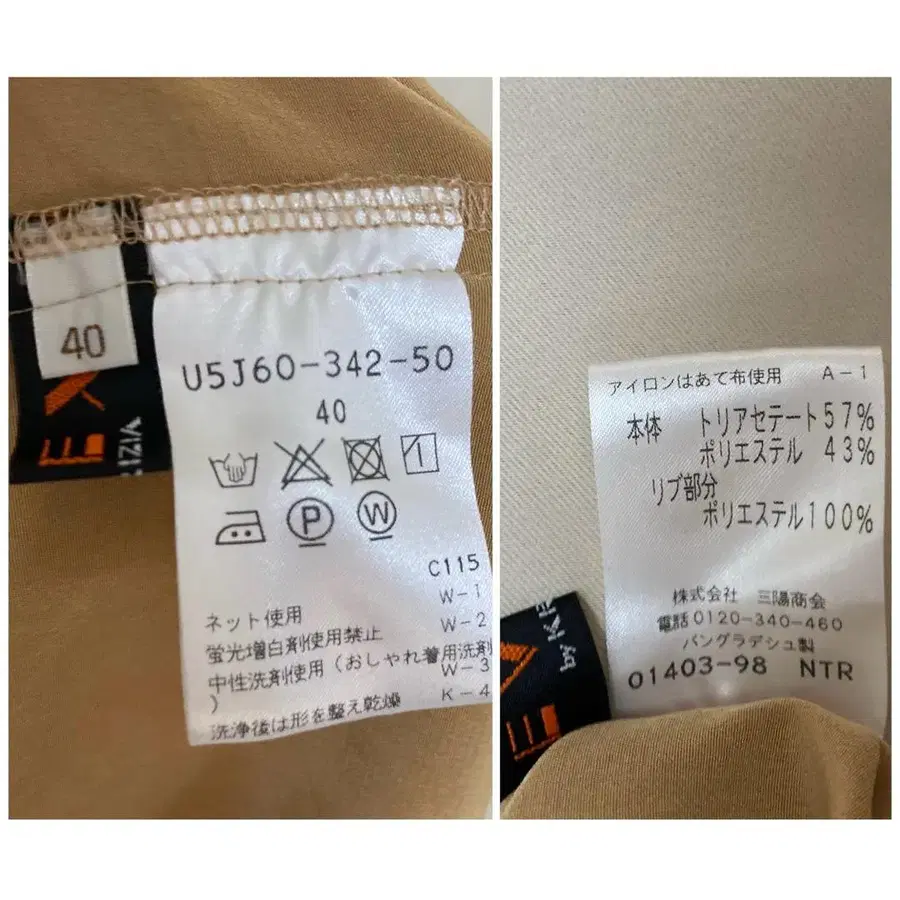 40
U5J60-342-50
40
P
W
C115
W-1
ネット使用
W-2
蛍光増白剤使用禁止
W-3
中性洗剤使用（おしゃれ着用洗剤
）
K-4
洗浄後は形を整え乾燥
アイロンはあて布使用 A-1
本体 トリアセテート57%
ポリエステル 43%
リブ部分
ポリエステル100%
株式会社 三陽商会
電話0120-340-460
バングラデシュ製
01403-98 NTR
by